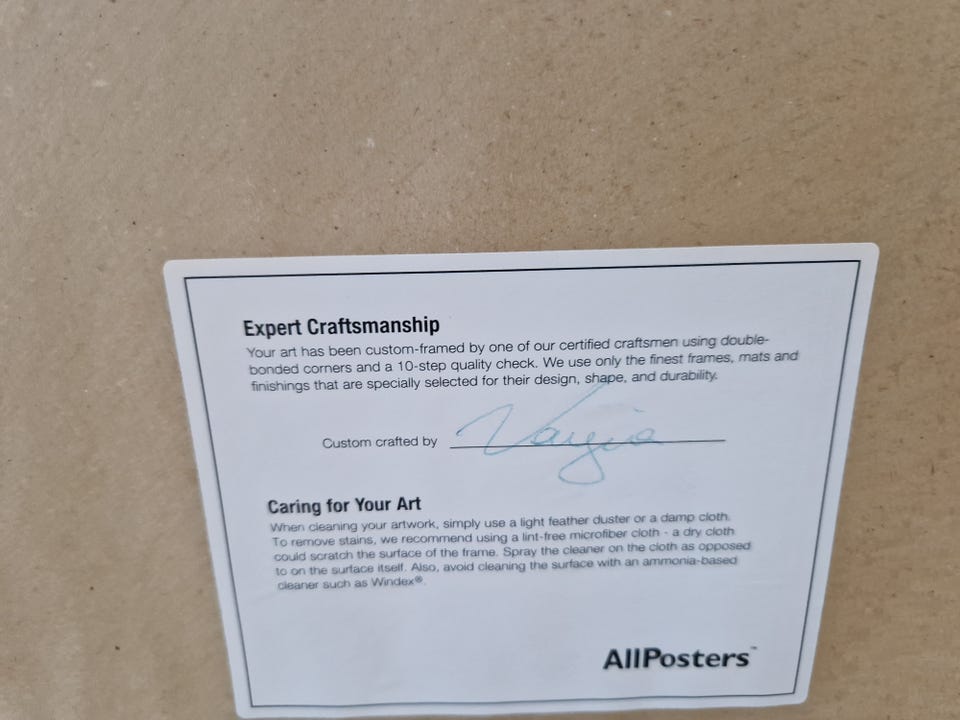 Expert Craftsmanship
Your art has been custom-framed by one of our certified craftsmen using double-
bonded corners and a 10-step quality check. We use only the finest frames, mats and
finishings that are specially selected for their design, shape, and durability.
Custom crafted by
Caring for Your Art
When cleaning your artwork, simply use a light feather duster or a damp cloth.
To remove stains, we recommend using a lint-free microfiber cloth - a dry cloth
could scratch the surface of the frame. Spray the cleaner on the cloth as opposed
to on the surface itself. Also, avoid cleaning the surface with an ammonia-based
cleaner such as Windex®.
AllPosters™